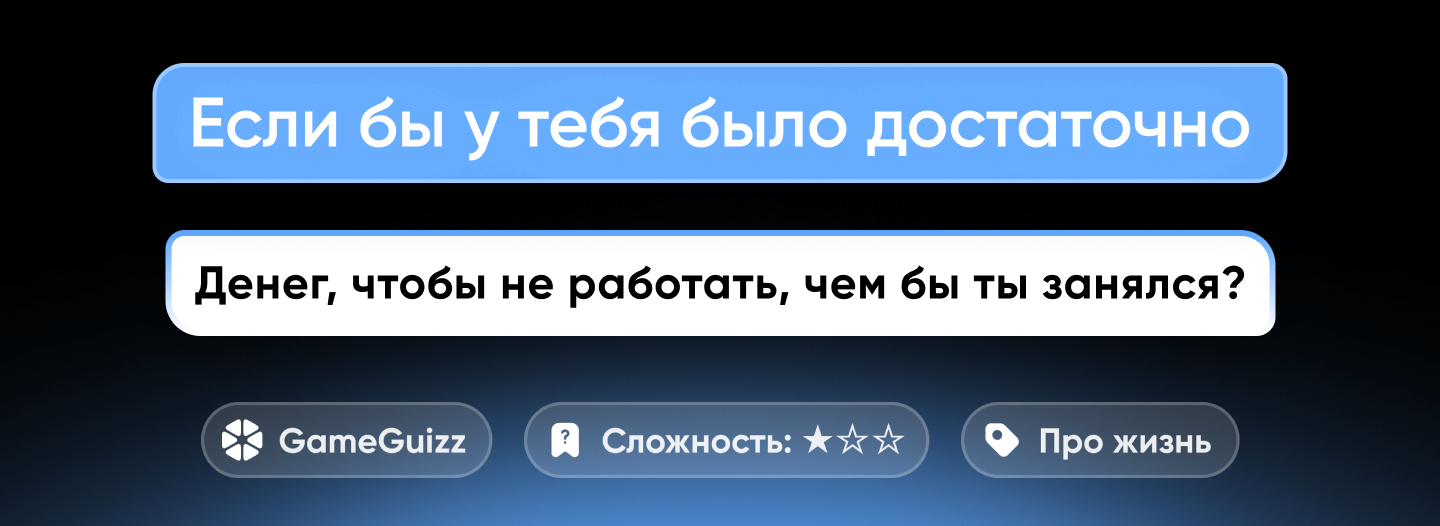 Если бы у тебя было достаточно
Денег, чтобы не работать, чем бы ты занялся?
GameGuizz
?
Сложность: ★☆☆
Про жизнь